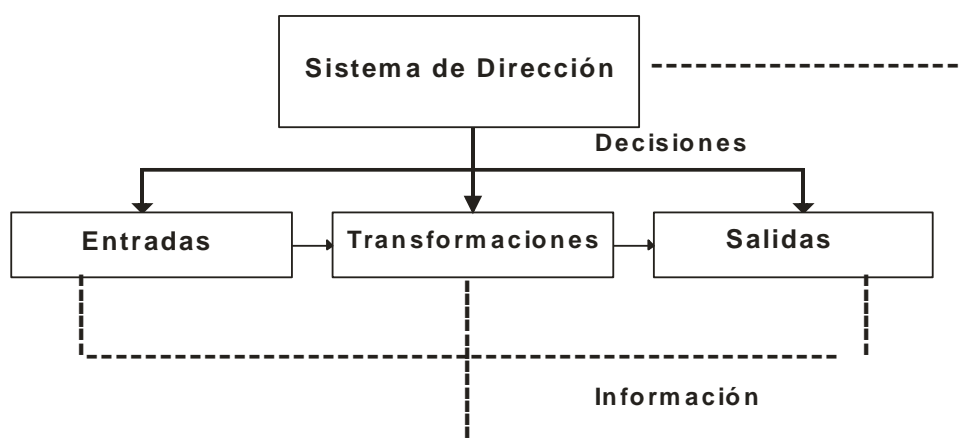 Sistema de Dirección
Decisiones
Entradas
Transformaciones
Salidas
Información